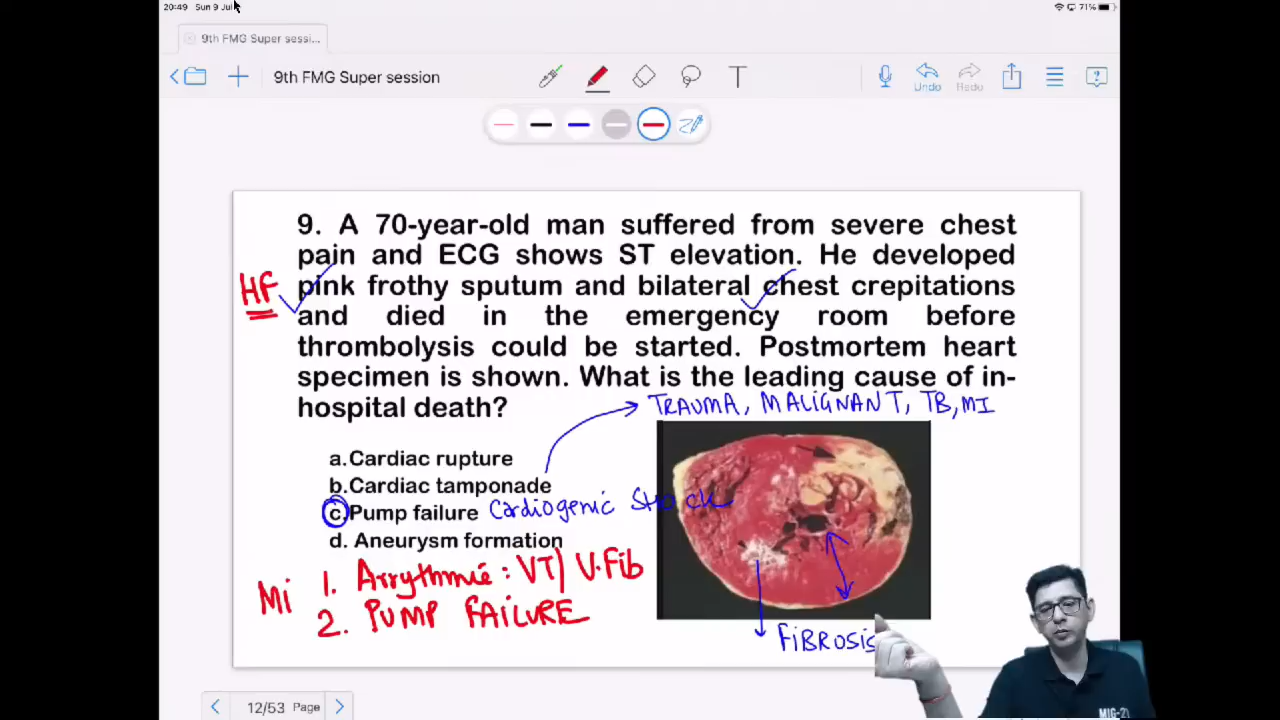 20:49 Sun 9 Jul
71%
9th FMG Super sessi...
9th FMG Super session
T
Undo
Redo
9. A 70-year-old man suffered from severe chest
pain and ECG shows ST elevation. He developed
HF
pink frothy sputum and bilateral chest crepitations
and died in the emergency room before
thrombolysis could be started. Postmortem heart
specimen is shown. What is the leading cause of in-
hospital death?
TRAUMA, MALIGNANT, TB, MI
a.Cardiac rupture
b.Cardiac tamponade
c.Pump failure Cardiogenic Shock
d. Aneurysm formation
Mi 1. Arrythmie : VT/ V.Fib
2. PUMP FAILURE
FiBROSiS
12/53 Page
MIG-21